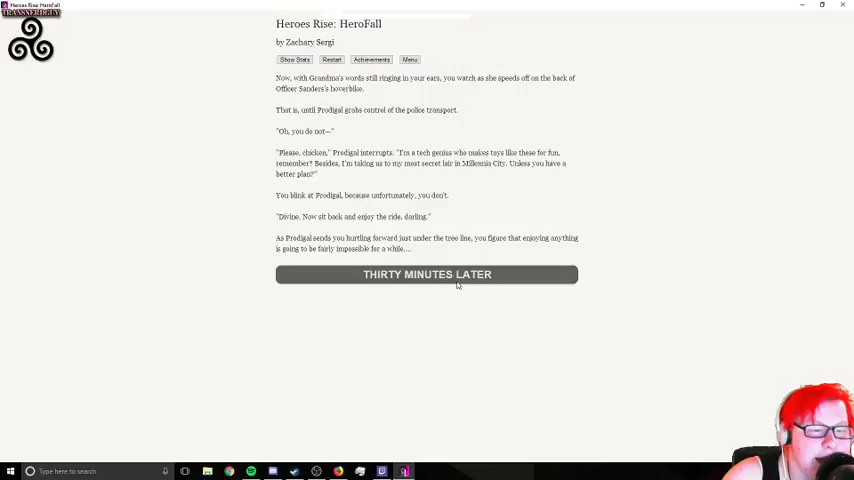 Heroes Rise: HeroFall
TRANSNERDGUY
Heroes Rise: HeroFall
by Zachary Sergi
Show Stats Restart Achievements Menu
Now, with Grandma's words still ringing in your ears, you watch as she speeds off on the back of
Officer Sanders's hoverbike.
That is, until Prodigal grabs control of the police transport.
"Oh, you do not—"
"Please, chicken," Prodigal interrupts. "I'm a tech genius who makes toys like these for fun,
remember? Besides, I'm taking us to my most secret lair in Millennia City. Unless you have a
better plan?"
You blink at Prodigal, because unfortunately, you don't.
"Divine. Now sit back and enjoy the ride, darling."
As Prodigal sends you hurtling forward just under the tree line, you figure that enjoying anything
is going to be fairly impossible for a while....
THIRTY MINUTES LATER
Type here to search